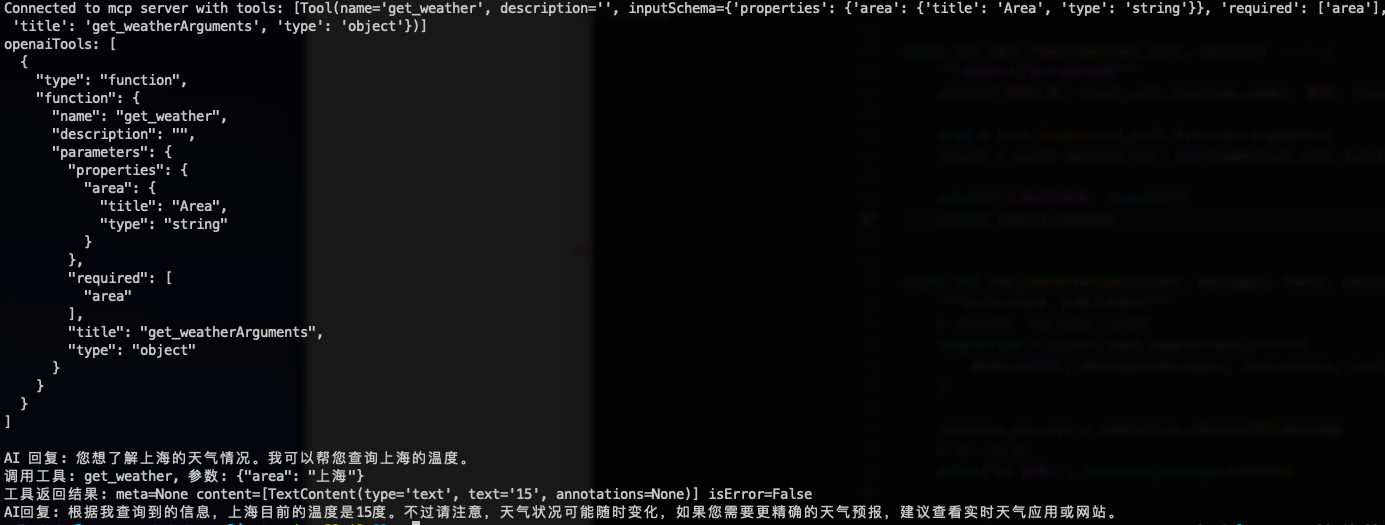 Connected to mcp server with tools: [Tool(name='get_weather', description='', inputSchema={'properties': {'area': {'title': 'Area', 'type': 'string'}}, 'required': ['area'],
'title': 'get_weatherArguments', 'type': 'object'})]
openaiTools: [
  {
    "type": "function",
    "function": {
      "name": "get_weather",
      "description": "",
      "parameters": {
        "properties": {
          "area": {
            "title": "Area",
            "type": "string"
          }
        },
        "required": [
          "area"
        ],
        "title": "get_weatherArguments",
        "type": "object"
      }
    }
  }
]
AI 回复: 您想了解上海的天气情况。我可以帮您查询上海的温度。
调用工具: get_weather, 参数: {"area": "上海"}
工具返回结果: meta=None content=[TextContent(type='text', text='15', annotations=None)] isError=False
AI回复: 根据我查询到的信息，上海目前的温度是15度。不过请注意，天气状况可能随时变化，如果您需要更精确的天气预报，建议查看实时天气应用或网站。